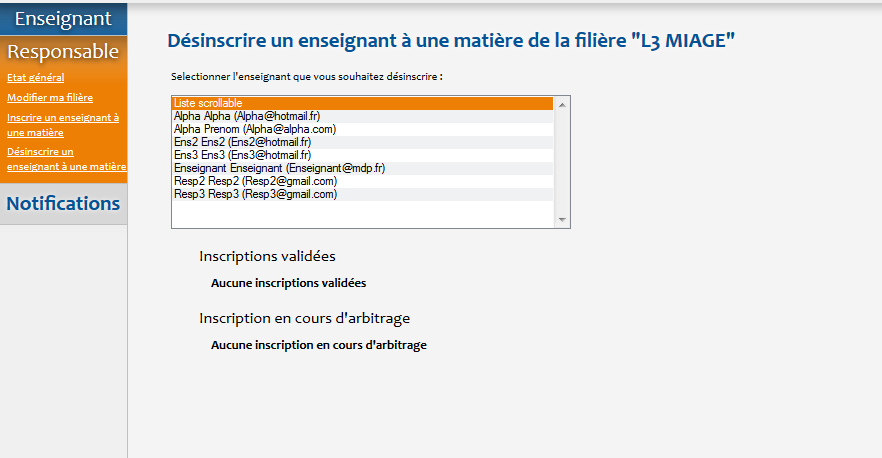 Enseignant
Responsable
Etat général
Modifier ma filière
Inscrire un enseignant à
une matière
Désinscrire un
enseignant à une matière
Notifications
Désinscrire un enseignant à une matière de la filière "L3 MIAGE"
Selectionner l'enseignant que vous souhaitez désinscrire :
Liste scrollable
Alpha Alpha (Alpha@hotmail.fr)
Alpha Prenom (Alpha@alpha.com)
Ens2 Ens2 (Ens2@hotmail.fr)
Ens3 Ens3 (Ens3@hotmail.fr)
Enseignant Enseignant (Enseignant@mdp.fr)
Resp2 Resp2 (Resp2@gmail.com)
Resp3 Resp3 (Resp3@gmail.com)
Inscriptions validées
Aucune inscriptions validées
Inscription en cours d'arbitrage
Aucune inscription en cours d'arbitrage